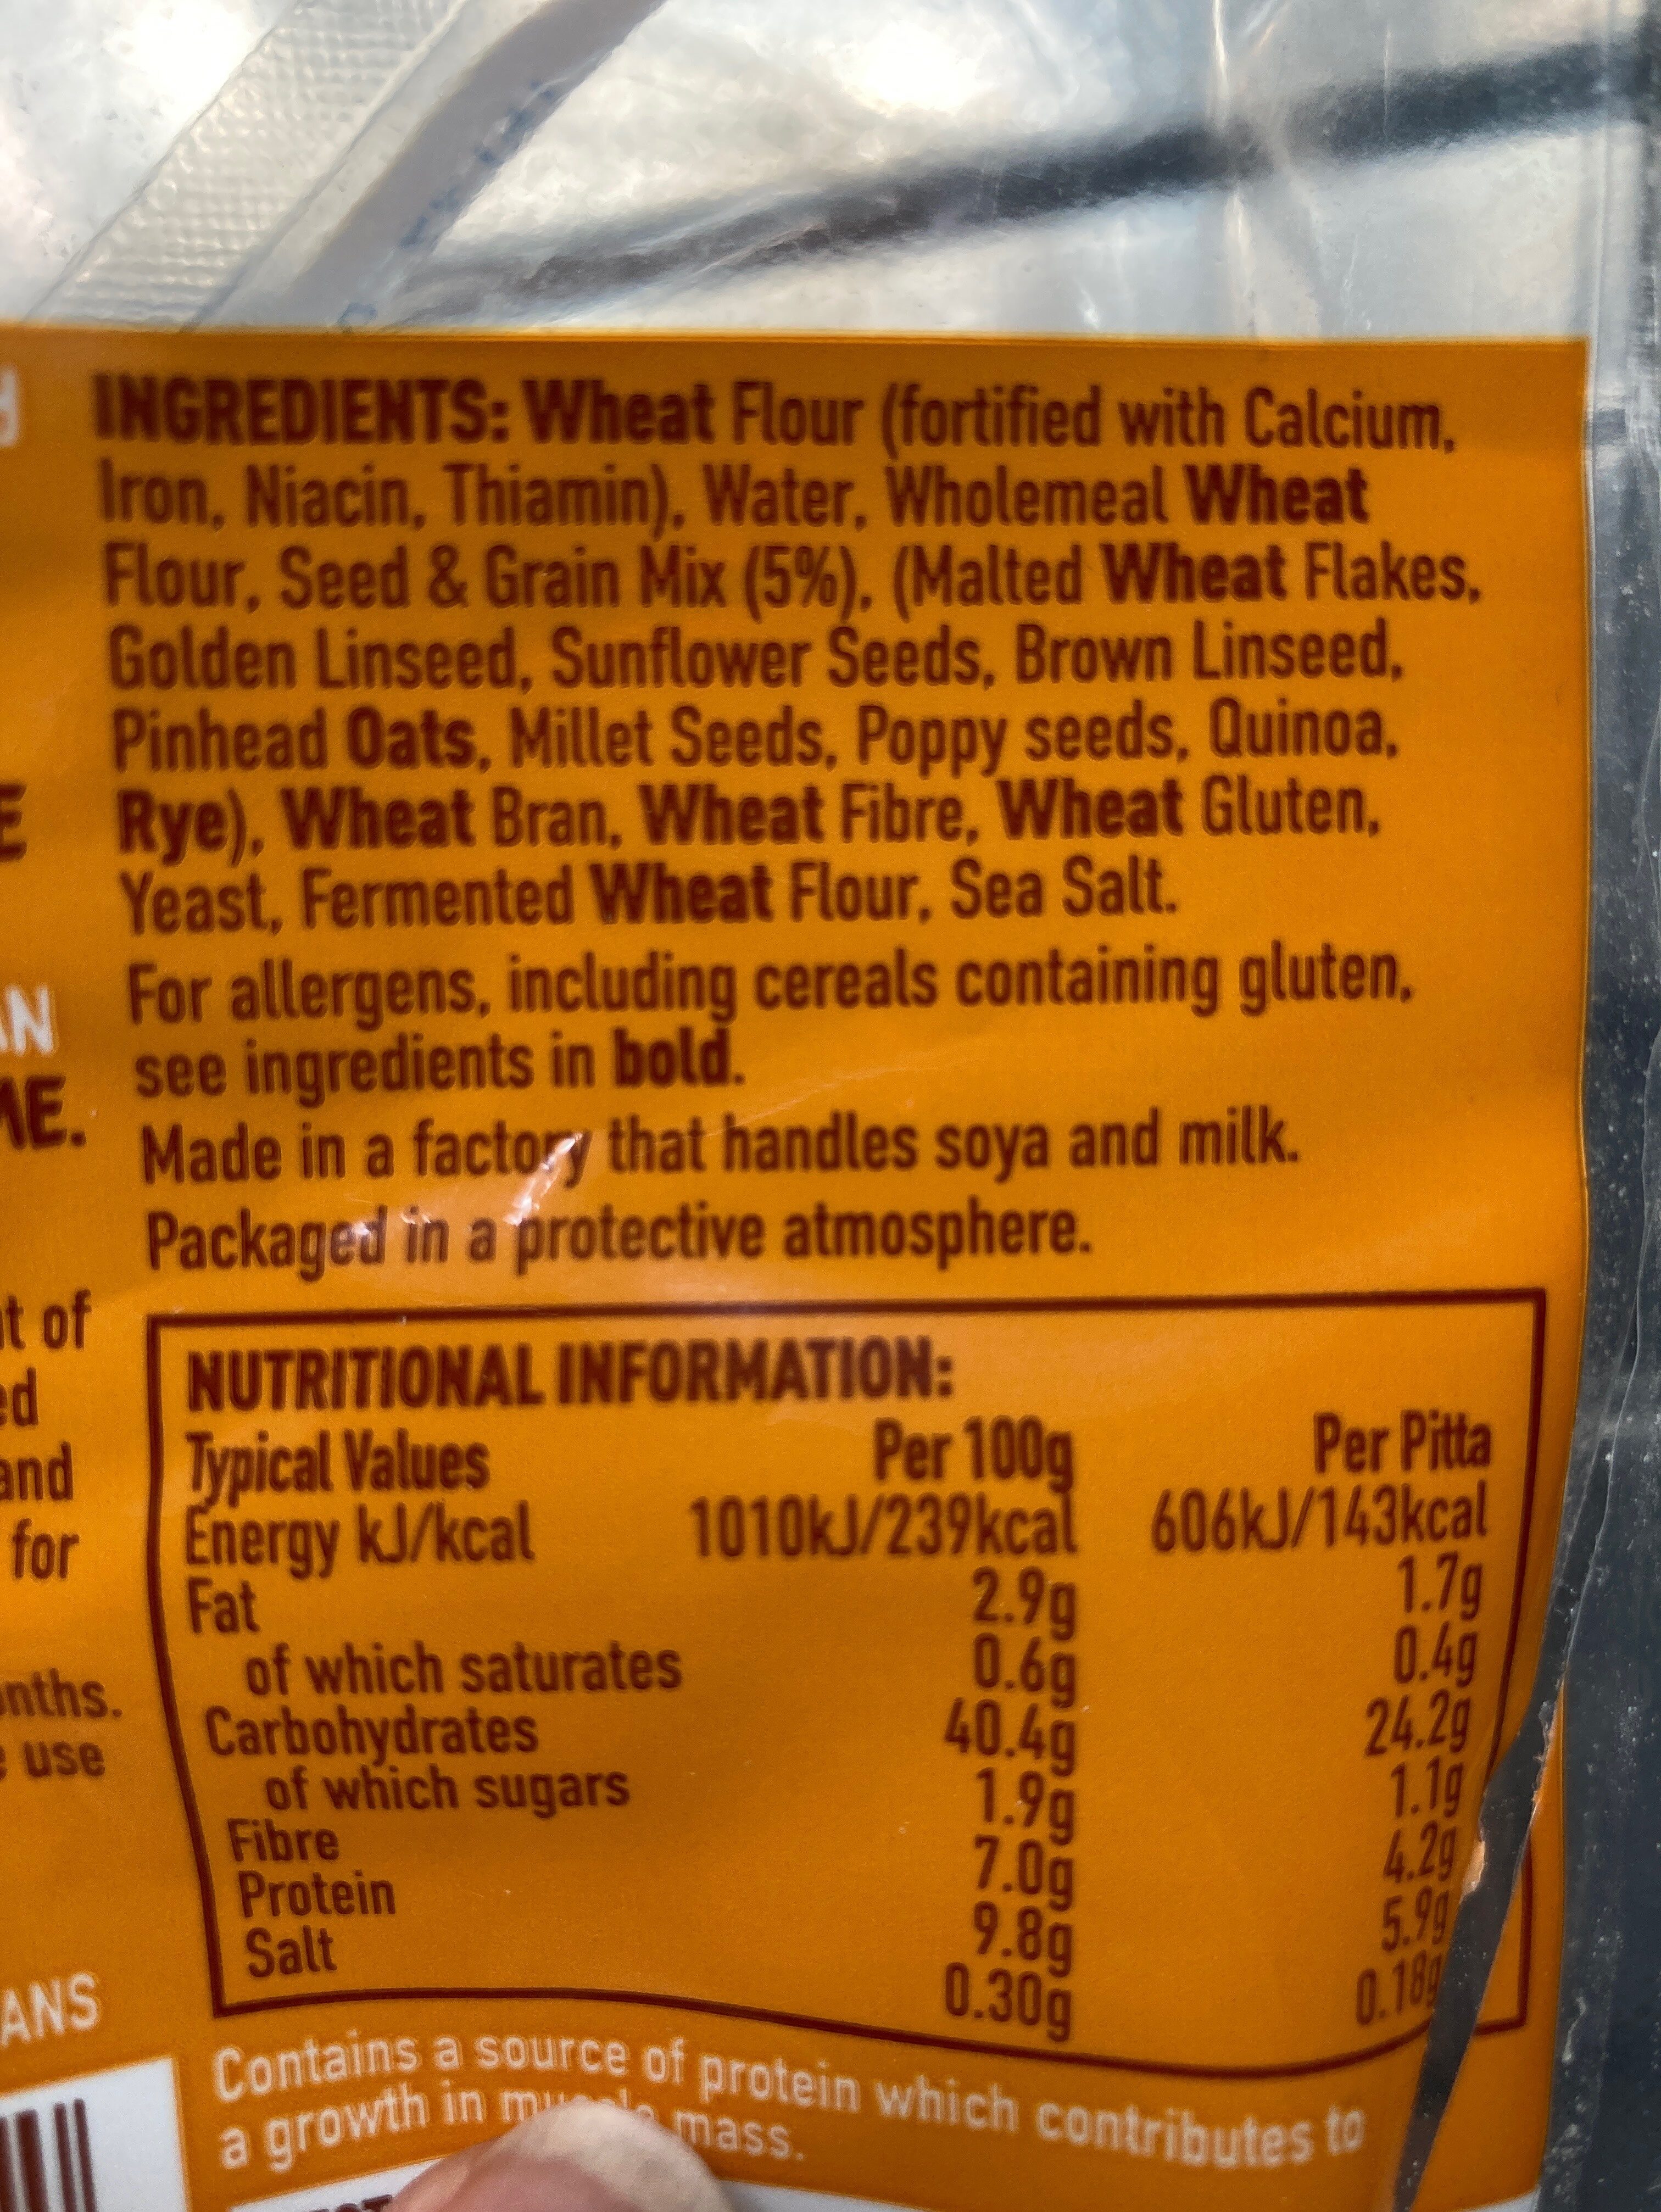 INGREDIENTS: Wheat Flour (fortified with Calcium,
Iron, Niacin, Thiamin), Water, Wholemeal Wheat
Flour, Seed & Grain Mix (5%), (Malted Wheat Flakes,
Golden Linseed, Sunflower Seeds, Brown Linseed,
Pinhead Oats, Millet Seeds, Poppy seeds, Quinoa,
Rye), Wheat Bran, Wheat Fibre, Wheat Gluten,
Yeast, Fermented Wheat Flour, Sea Salt.
For allergens, including cereals containing gluten,
see ingredients in bold.
Made in a factory that handles soya and milk.
Packaged in a protective atmosphere.
NUTRITIONAL INFORMATION:
Typical Values Per 100g Per Pitta
Energy kJ/kcal 1010kJ/239kcal 606kJ/143kcal
Fat 2.9g 1.7g
of which saturates 0.6g 0.4g
Carbohydrates 40.4g 24.2g
of which sugars 1.9g 1.1g
Fibre 7.0g 4.2g
Protein 9.8g 5.9g
Salt 0.30g 0.18g
Contains a source of protein which contributes to
a growth in muscle mass.
of
and
for
use